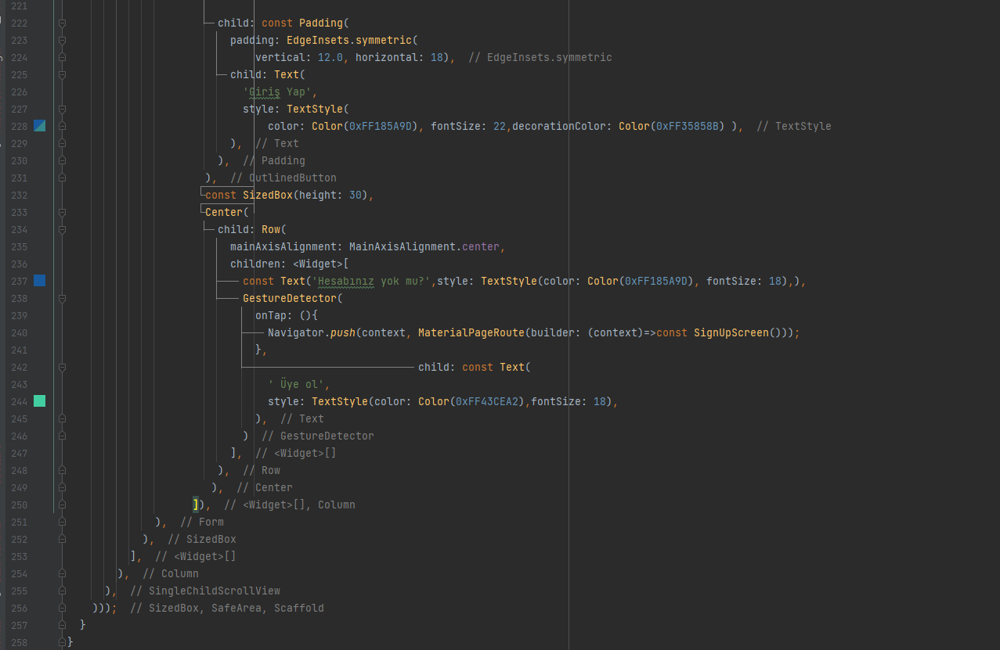 221
222 child: const Padding(
223 padding: EdgeInsets.symmetric(
224 vertical: 12.0, horizontal: 18), // EdgeInsets.symmetric
225 child: Text(
226 'Giriş Yap',
227 style: TextStyle(
228 color: Color(0xFF185A9D), fontSize: 22,decorationColor: Color(0xFF35858B) ), // TextStyle
229 ), // Text
230 ), // Padding
231 ), // OutlinedButton
232 const SizedBox(height: 30),
233 Center(
234 child: Row(
235 mainAxisAlignment: MainAxisAlignment.center,
236 children: <Widget>[
237 const Text('Hesabınız yok mu?',style: TextStyle(color: Color(0xFF185A9D), fontSize: 18),),
238 GestureDetector(
239 onTap: (){
240 Navigator.push(context, MaterialPageRoute(builder: (context)=>const SignUpScreen()));
241 },
242 child: const Text(
243 ' Üye ol',
244 style: TextStyle(color: Color(0xFF43CEA2),fontSize: 18),
245 ), // Text
246 ) // GestureDetector
247 ], // <Widget>[]
248 ), // Row
249 ), // Center
250 ]), // <Widget>[], Column
251 ), // Form
252 ), // SizedBox
253 ], // <Widget>[]
254 ), // Column
255 ), // SingleChildScrollView
256 ))); // SizedBox, SafeArea, Scaffold
257 }
258 }